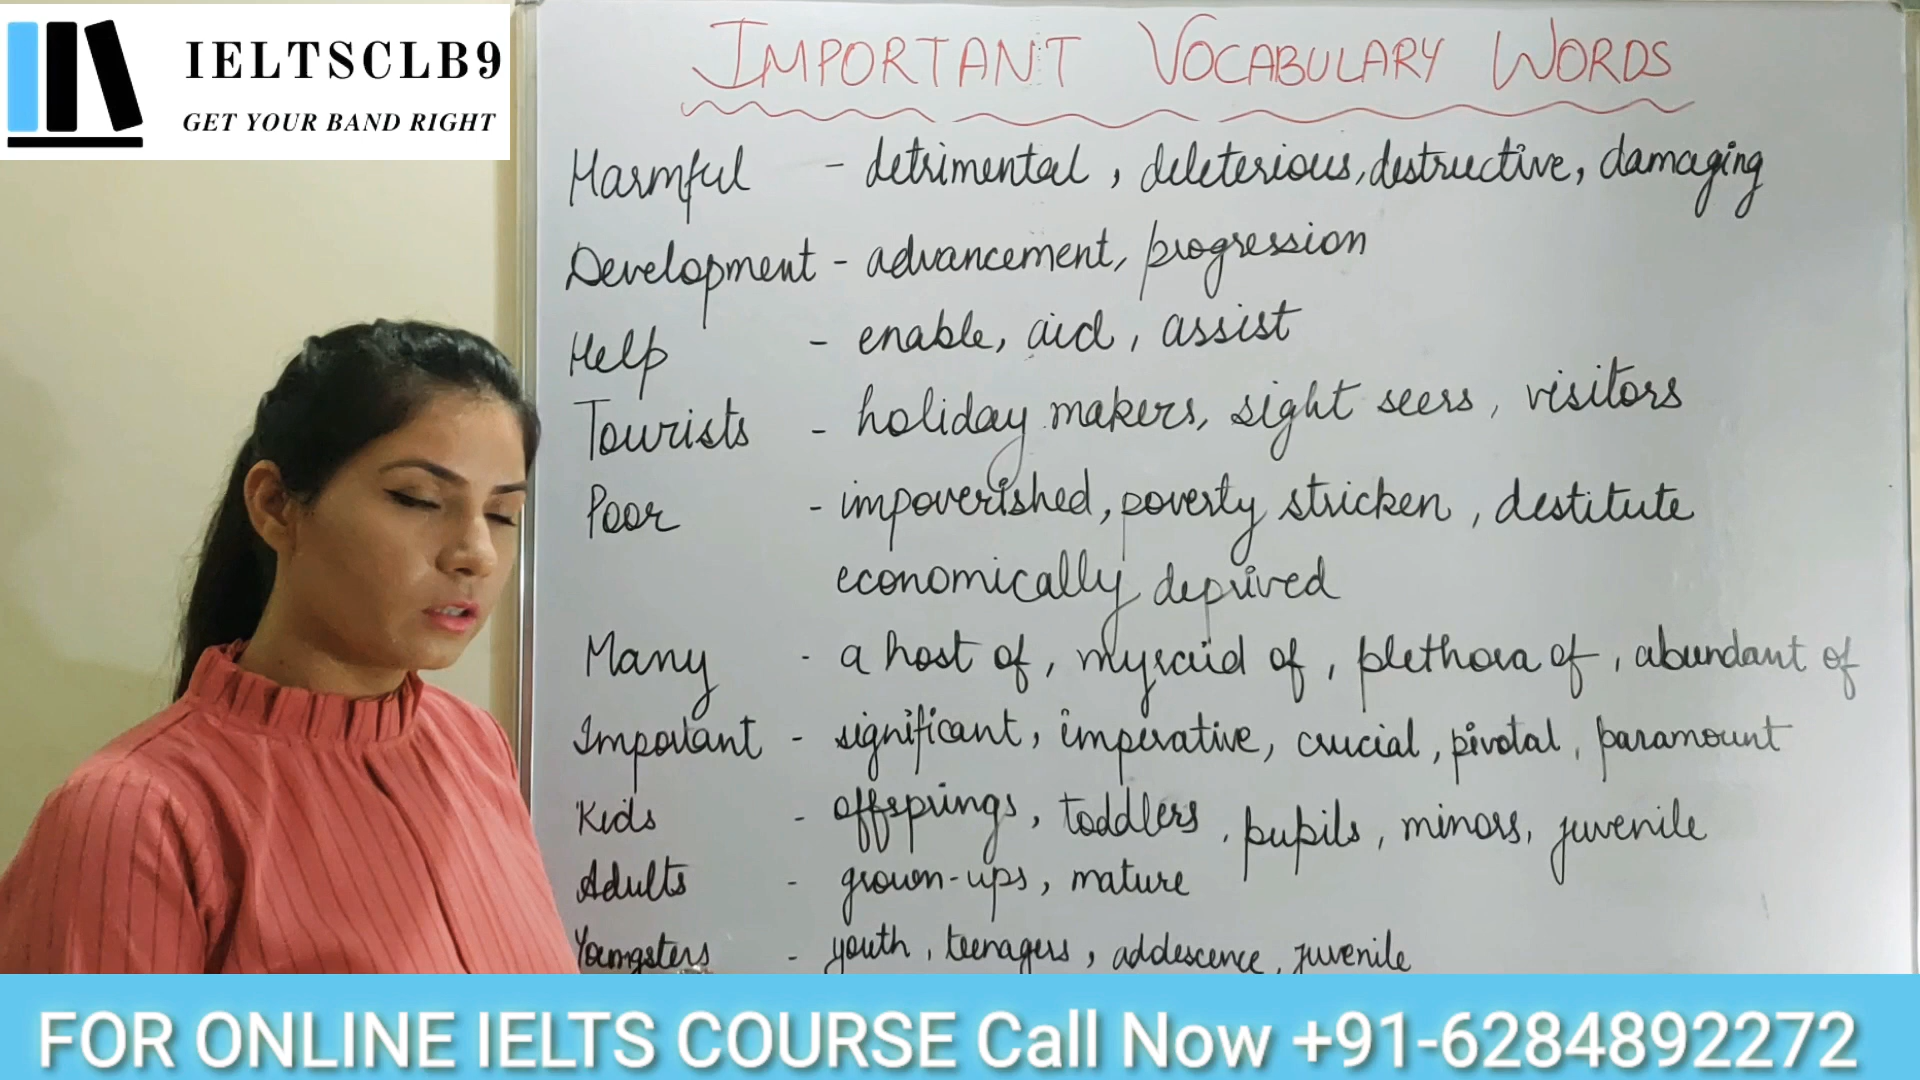 IELTSCLB9
GET YOUR BAND RIGHT
IMPORTANT VOCABULARY WORDS
Harmful - detrimental, deleterious, destructive, damaging
Development - advancement, progression
Help - enable, aid, assist
Tourists - holiday makers, sight seers, visitors
Poor - impoverished, poverty stricken, destitute
economically deprived
Many - a host of, myraid of, plethora of, abundant of
Important - significant, imperative, crucial, pivotal, paramount
Kids - offsprings, toddlers, pupils, minors, juvenile
Adults - grown-ups, mature
Youngsters - youth, teenagers, addescence, juvenile
FOR ONLINE IELTS COURSE Call Now +91-6284892272